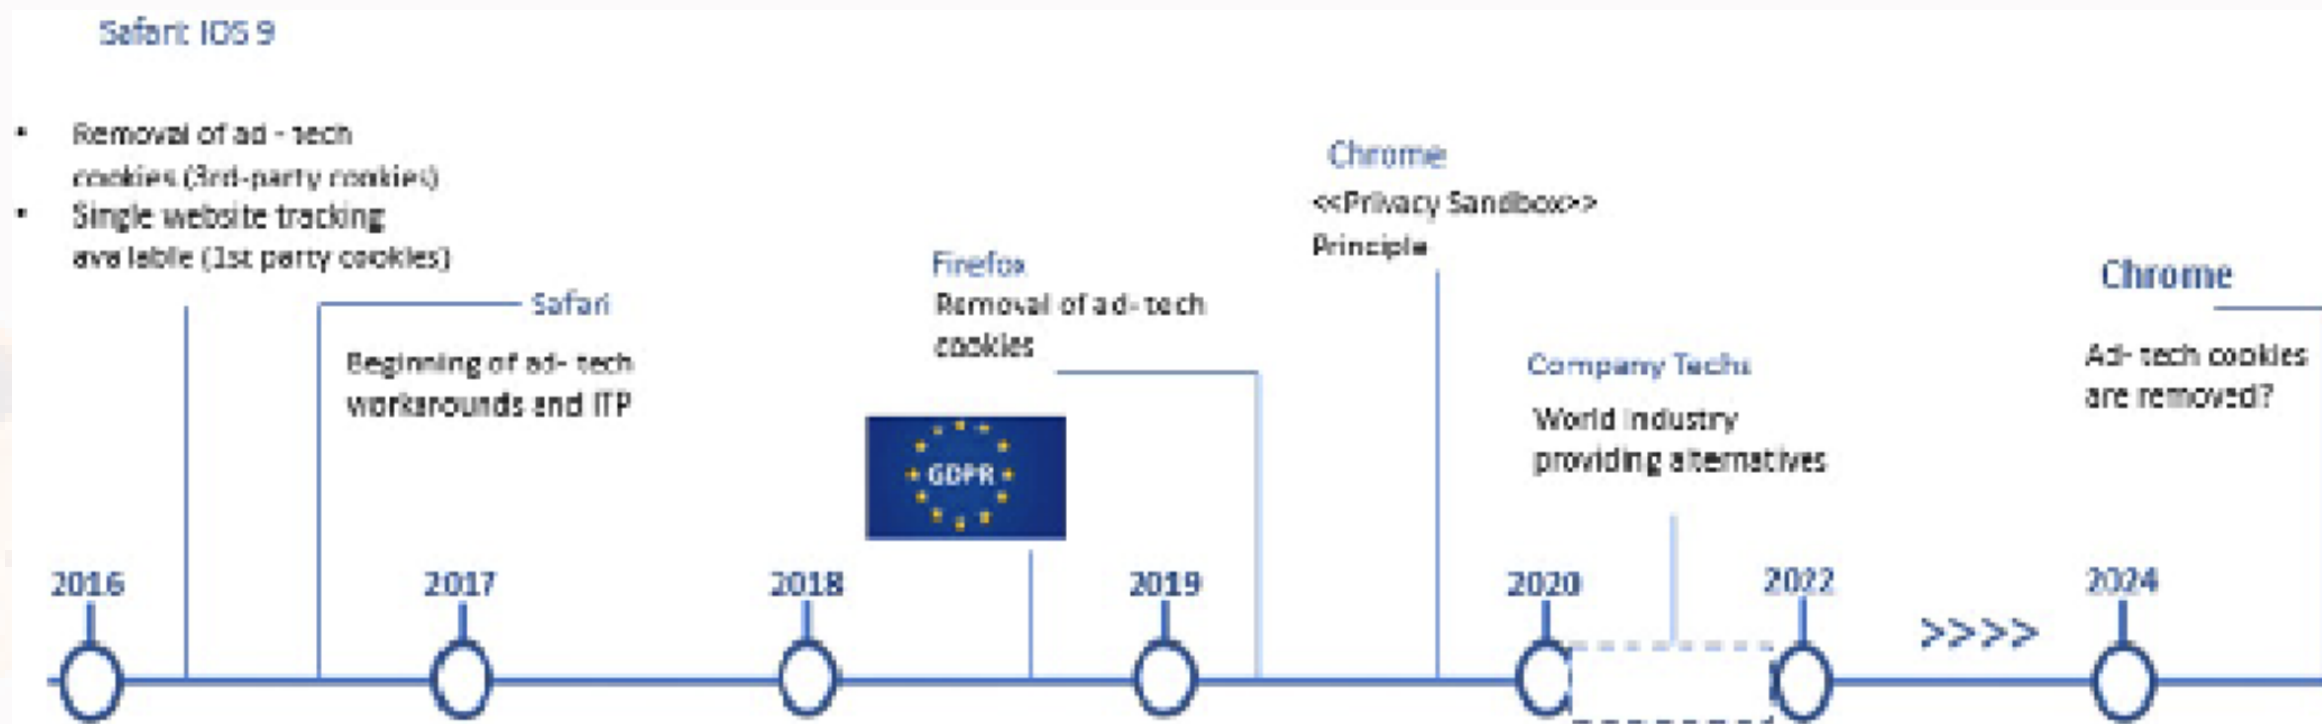 Safari: IOS 9
• Removal of ad - tech
cookies (3rd-party cookies)
• Single website tracking
available (1st party cookies)
Safari
Beginning of ad- tech
workarounds and ITP
Firefox
Removal of ad- tech
cookies
GDPR
Chrome
<<Privacy Sandbox>>
Principle
Company Techs
World Industry
providing alternatives
Chrome
Ad- tech cookies
are removed?
2016
2017
2018
2019
2020
2022
>>>>
2024